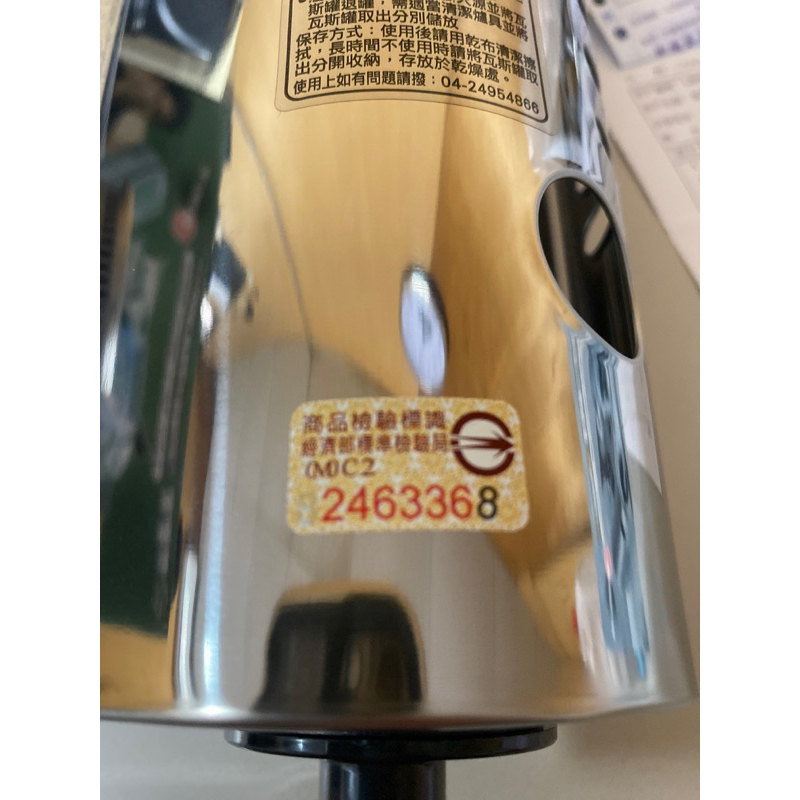 斯罐退罐，需適當清潔爐具並將
瓦斯罐取出分別儲放
保存方式：使用後請用乾布清潔擦
拭，長時間不使用時請將瓦斯罐取
出分開收納，存放於乾燥處。
使用上如有問題請撥：04-24954866
商品檢驗標識
經濟部標準檢驗局
(M)C2
24633368